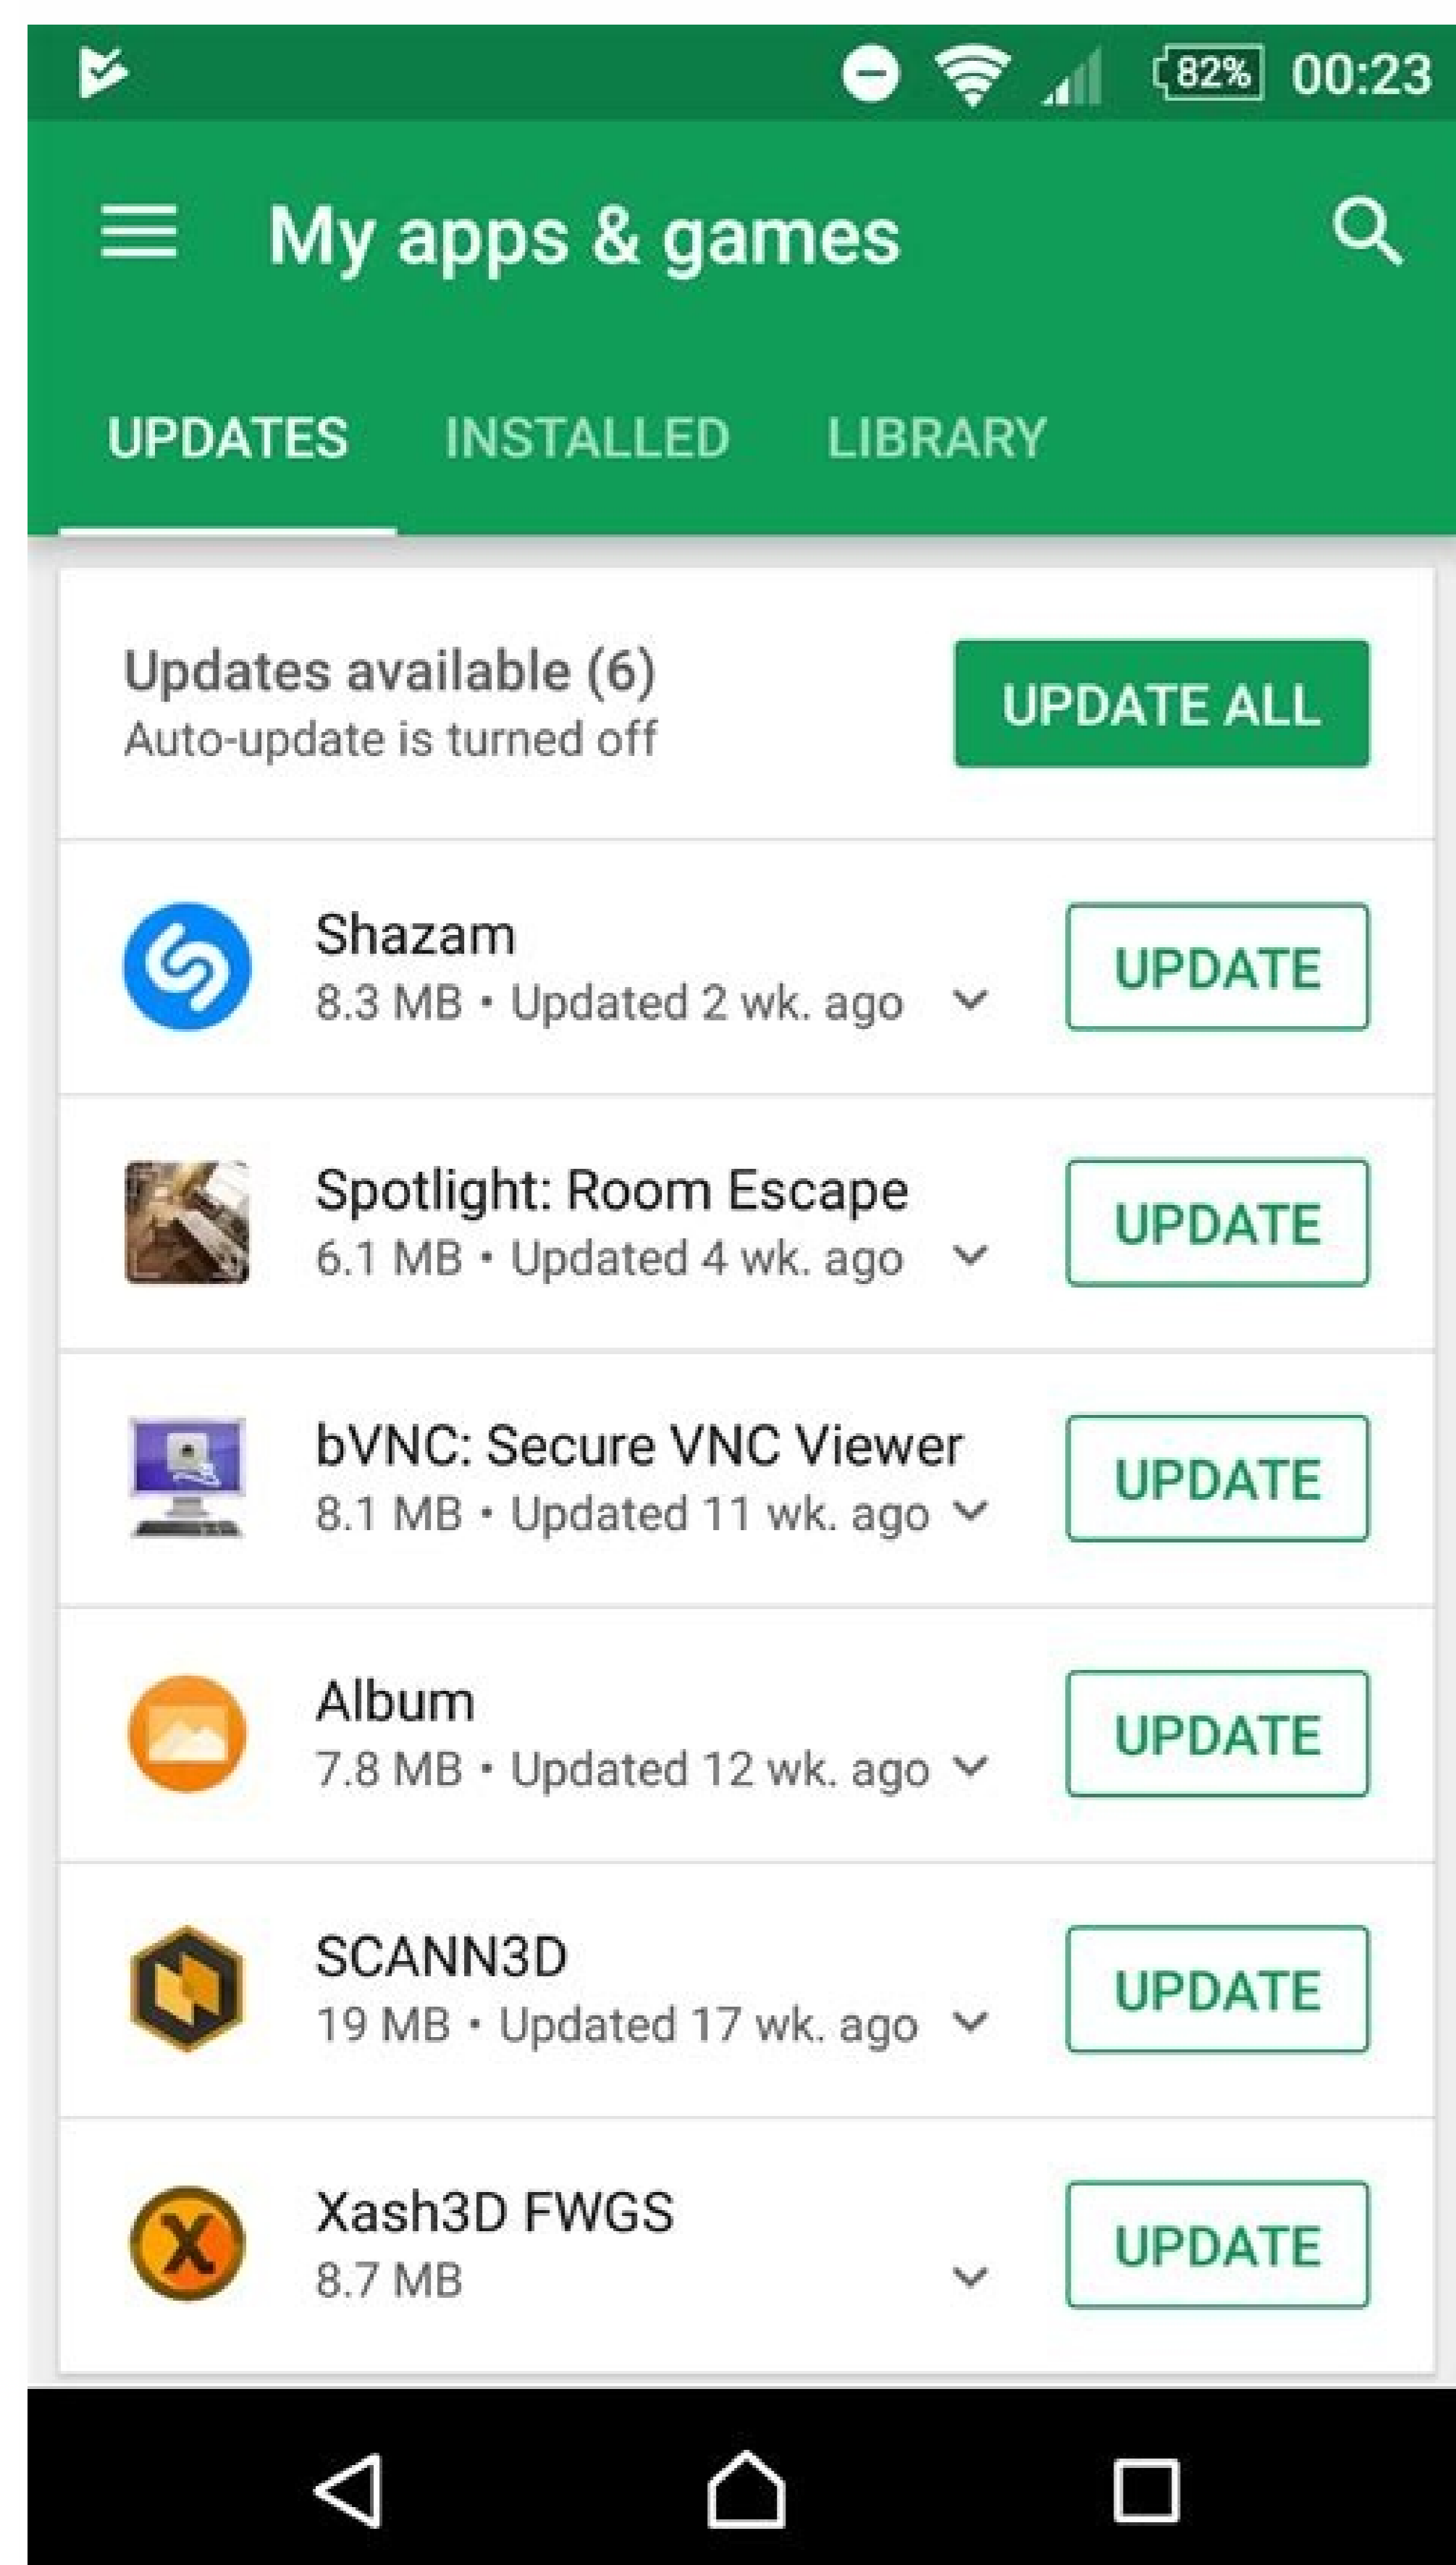 82% 00:23
My apps & games
UPDATES INSTALLED LIBRARY
Updates available (6)
Auto-update is turned off
UPDATE ALL
Shazam
8.3 MB • Updated 2 wk. ago
UPDATE
Spotlight: Room Escape
6.1 MB • Updated 4 wk. ago
UPDATE
bVNC: Secure VNC Viewer
8.1 MB • Updated 11 wk. ago
UPDATE
Album
7.8 MB • Updated 12 wk. ago
UPDATE
SCANN3D
19 MB • Updated 17 wk. ago
UPDATE
X
Xash3D FWGS
8.7 MB
UPDATE